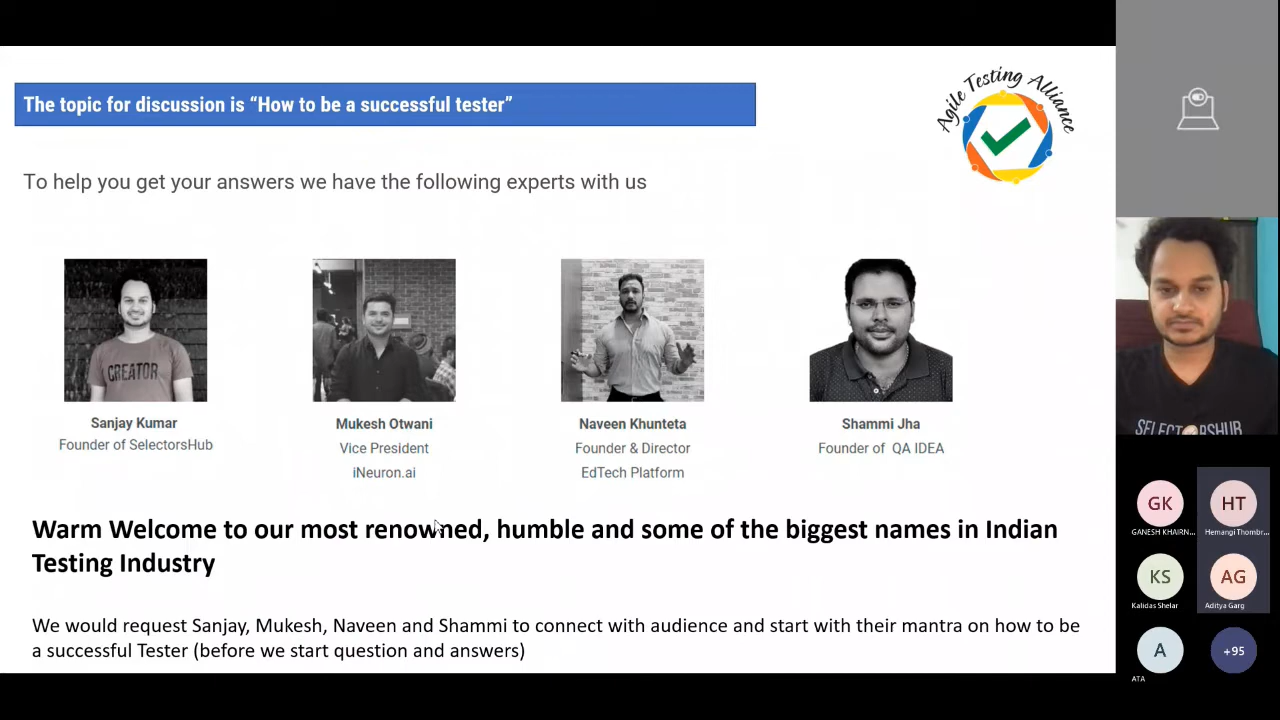 The topic for discussion is “How to be a successful tester”
Agile Testing Alliance
To help you get your answers we have the following experts with us
CREATOR
Sanjay Kumar
Founder of SelectorsHub
Mukesh Otwani
Vice President
iNeuron.ai
Naveen Khunteta
Founder & Director
EdTech Platform
Shammi Jha
Founder of QA IDEA
Warm Welcome to our most renowned, humble and some of the biggest names in Indian
Testing Industry
We would request Sanjay, Mukesh, Naveen and Shammi to connect with audience and start with their mantra on how to be
a successful Tester (before we start question and answers)
SELECTORSHUB
GK
GANESH KHAIRN...
HT
Hemangi Thombr...
KS
Kalidas Shelar
AG
Aditya Garg
A
ATA
+95